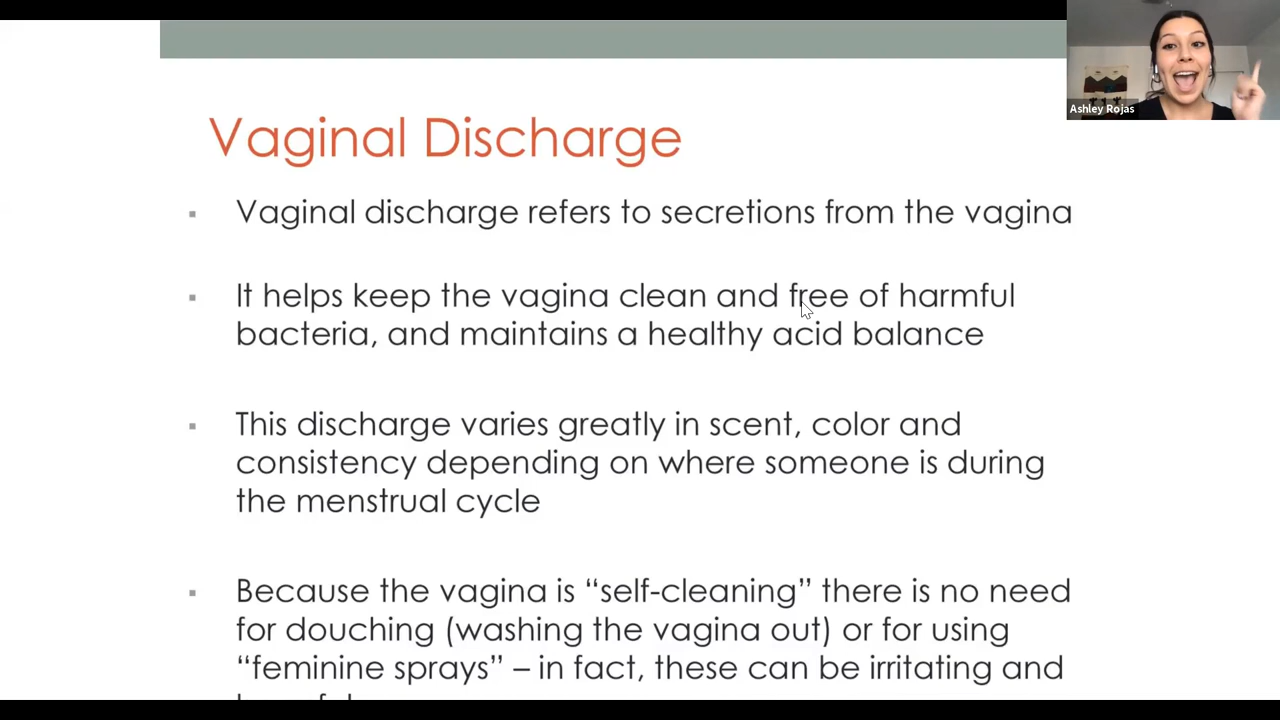 Ashley Rojas
Vaginal Discharge
▪ Vaginal discharge refers to secretions from the vagina
▪ It helps keep the vagina clean and free of harmful
bacteria, and maintains a healthy acid balance
▪ This discharge varies greatly in scent, color and
consistency depending on where someone is during
the menstrual cycle
▪ Because the vagina is “self-cleaning” there is no need
for douching (washing the vagina out) or for using
“feminine sprays” – in fact, these can be irritating and